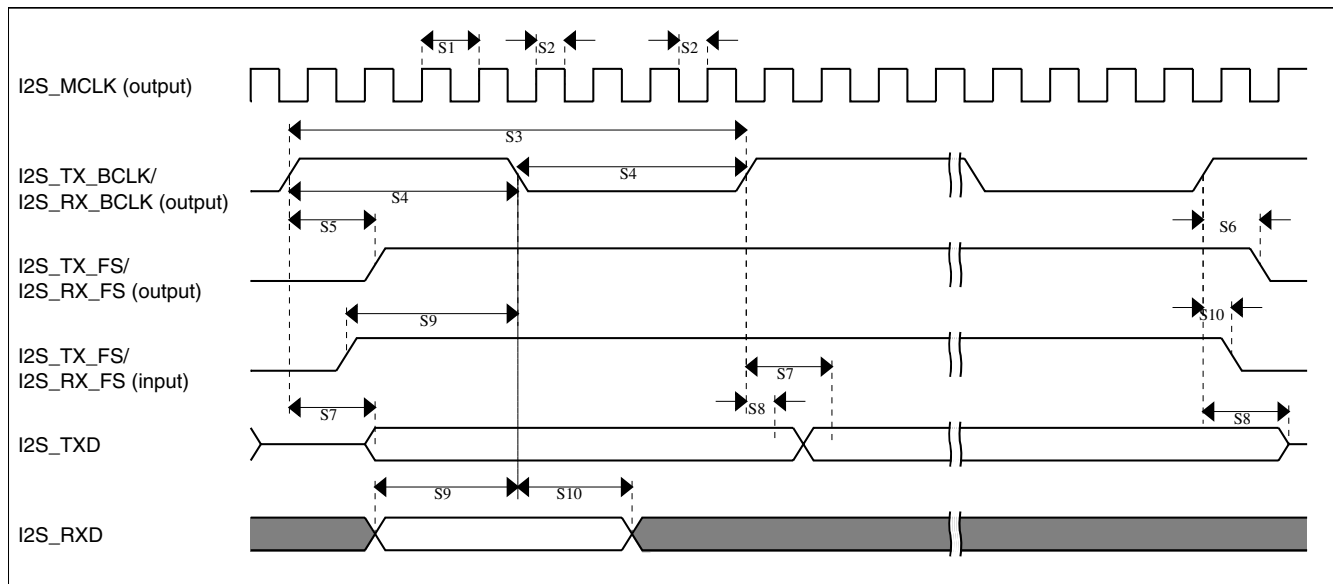 S1
S2
S2
I2S_MCLK (output)
S3
I2S_TX_BCLK/
I2S_RX_BCLK (output)
S4
S4
S5
S6
I2S_TX_FS/
I2S_RX_FS (output)
S9
S10
I2S_TX_FS/
I2S_RX_FS (input)
S7
S7
S8
S8
I2S_TXD
S9
S10
I2S_RXD